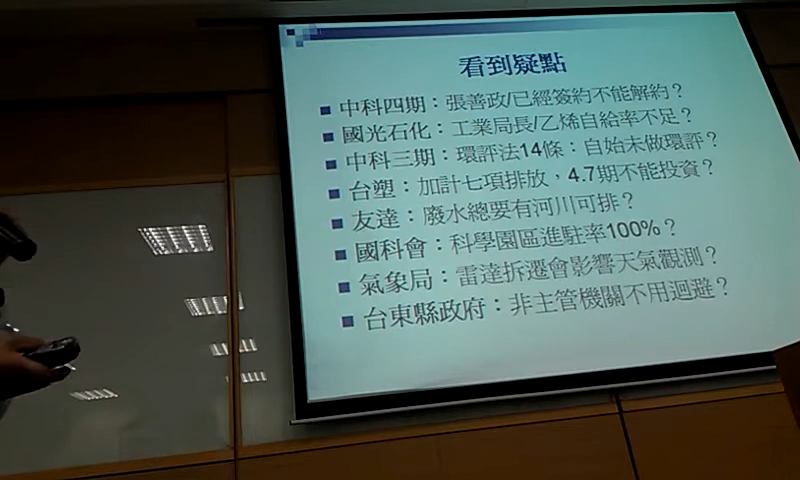 看到疑點
中科四期：張善政/已經簽約不能解約？
國光石化：工業局長/乙烯自給率不足？
中科三期：環評法14條：自始未做環評？
台塑：加計七項排放，4.7期不能投資？
友達：廢水總要有河川可排？
國科會：科學園區進駐率100%？
氣象局：雷達拆遷會影響天氣觀測？
台東縣政府：非主管機關不用迴避？